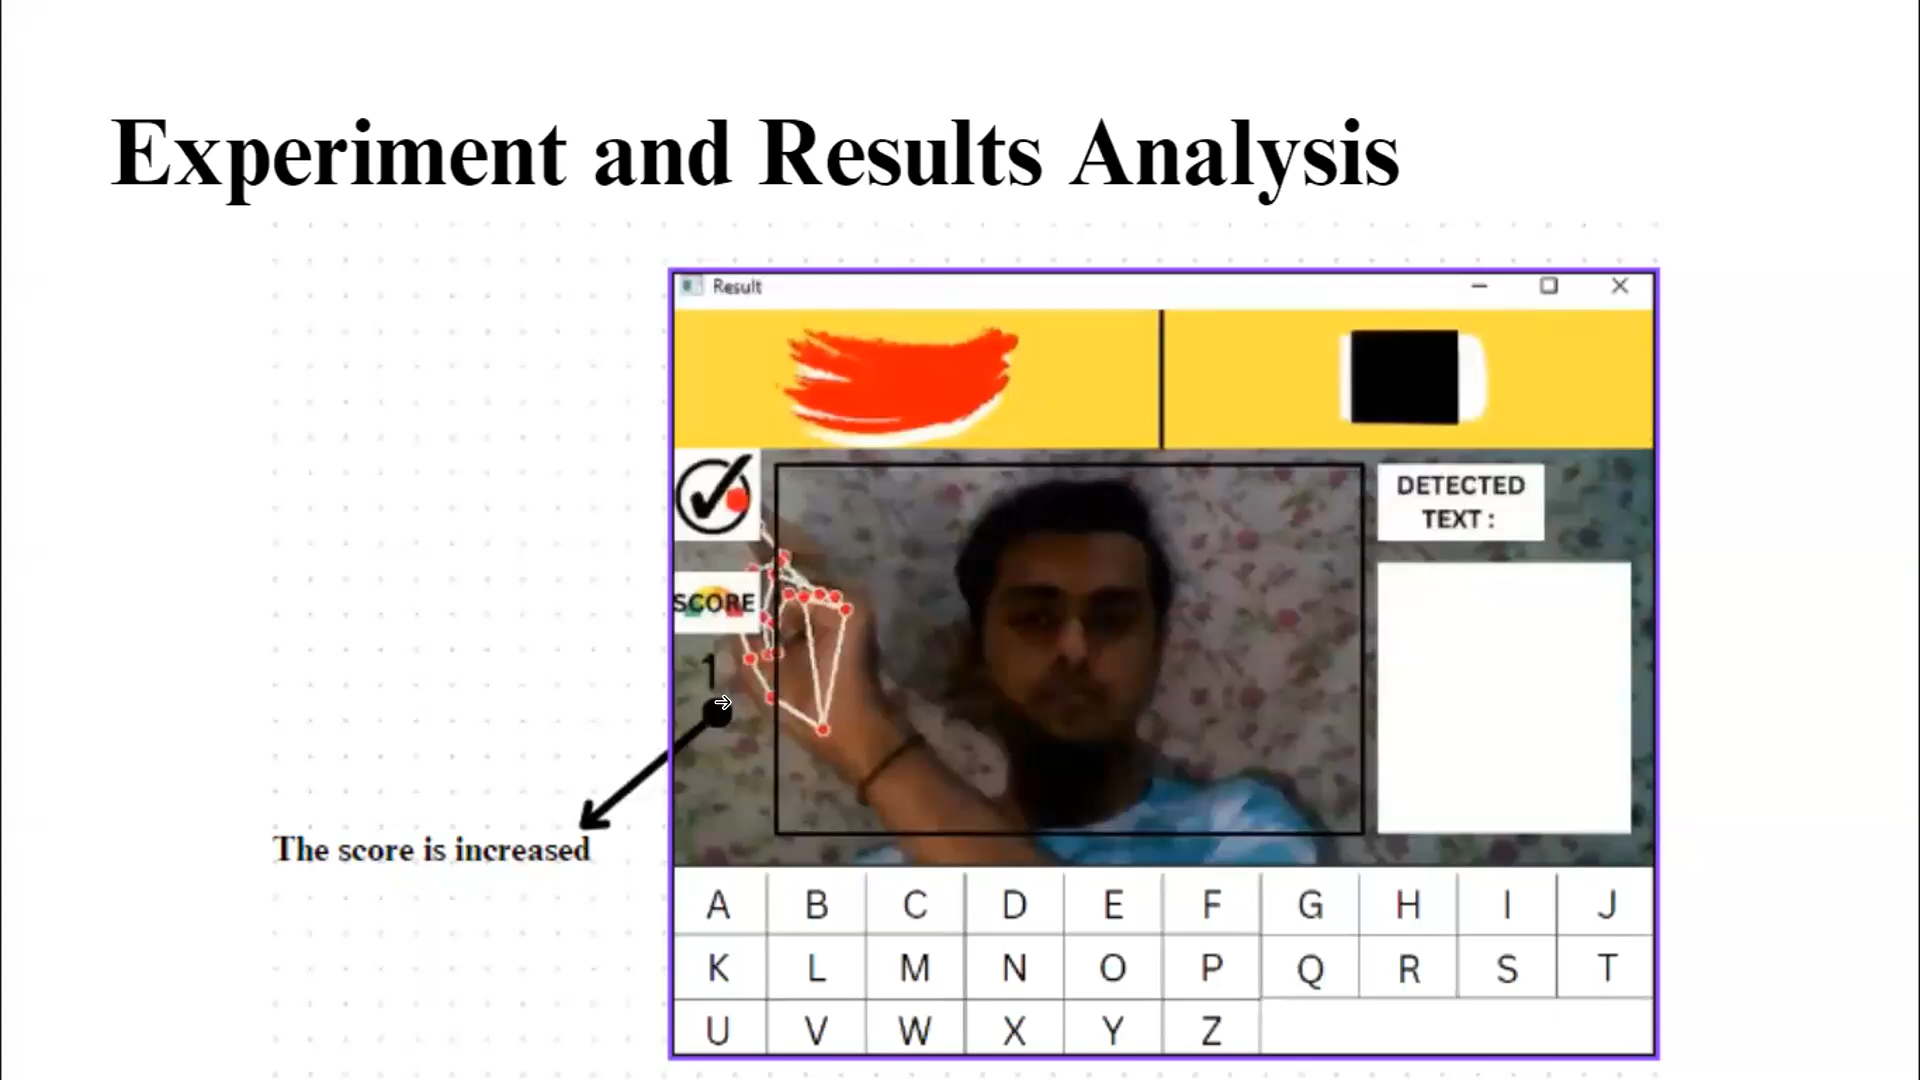 Experiment and Results Analysis
Result
DETECTED
TEXT :
SCORE
1
The score is increased
A B C D E F G H I J
K L M N O P Q R S T
U V W X Y Z